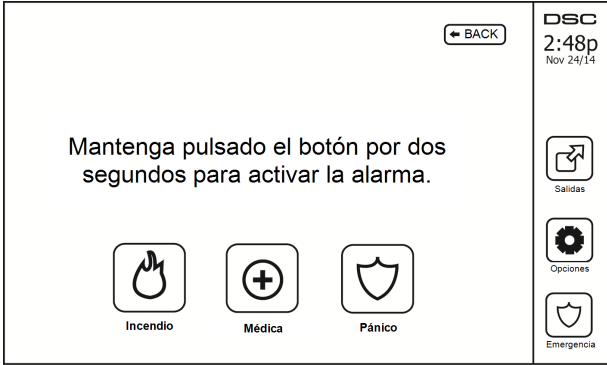 BACK
DSC
2:48p
Nov 24/14
Mantenga pulsado el botón por dos
segundos para activar la alarma.
Incendio
Médica
Pánico
Salidas
Opciones
Emergencia